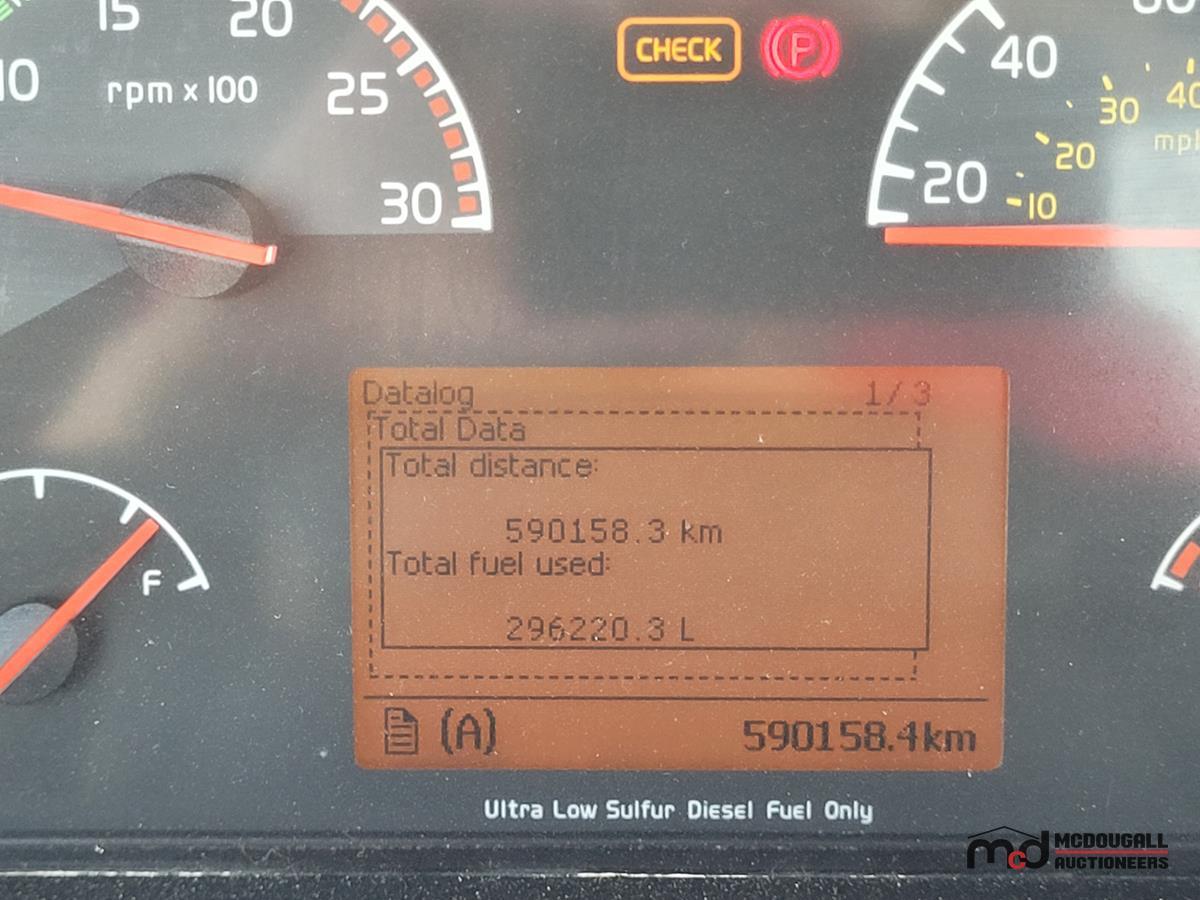 15
20
10
rpm x 100
25
30
CHECK
P
40
30
20
20
10
Datalog 1/3
Total Data
Total distance:
590158.3 km
Total fuel used:
296220.3 L
F
(A) 590158.4km
Ultra Low Sulfur Diesel Fuel Only
mcd MCDOUGALL
AUCTIONEERS